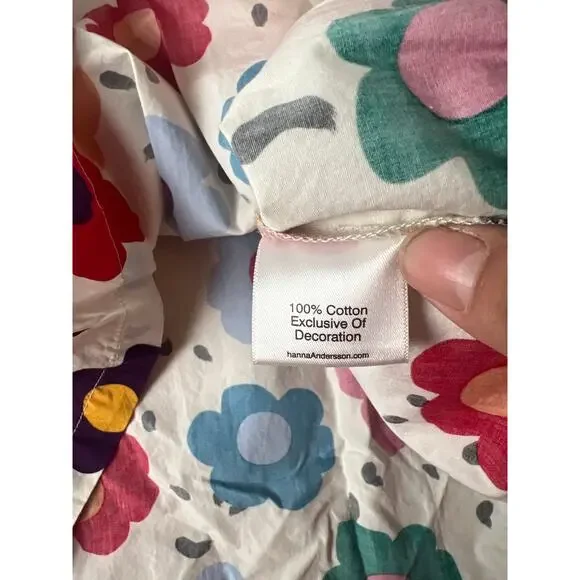 100% Cotton
Exclusive Of
Decoration
hannaAndersson.com